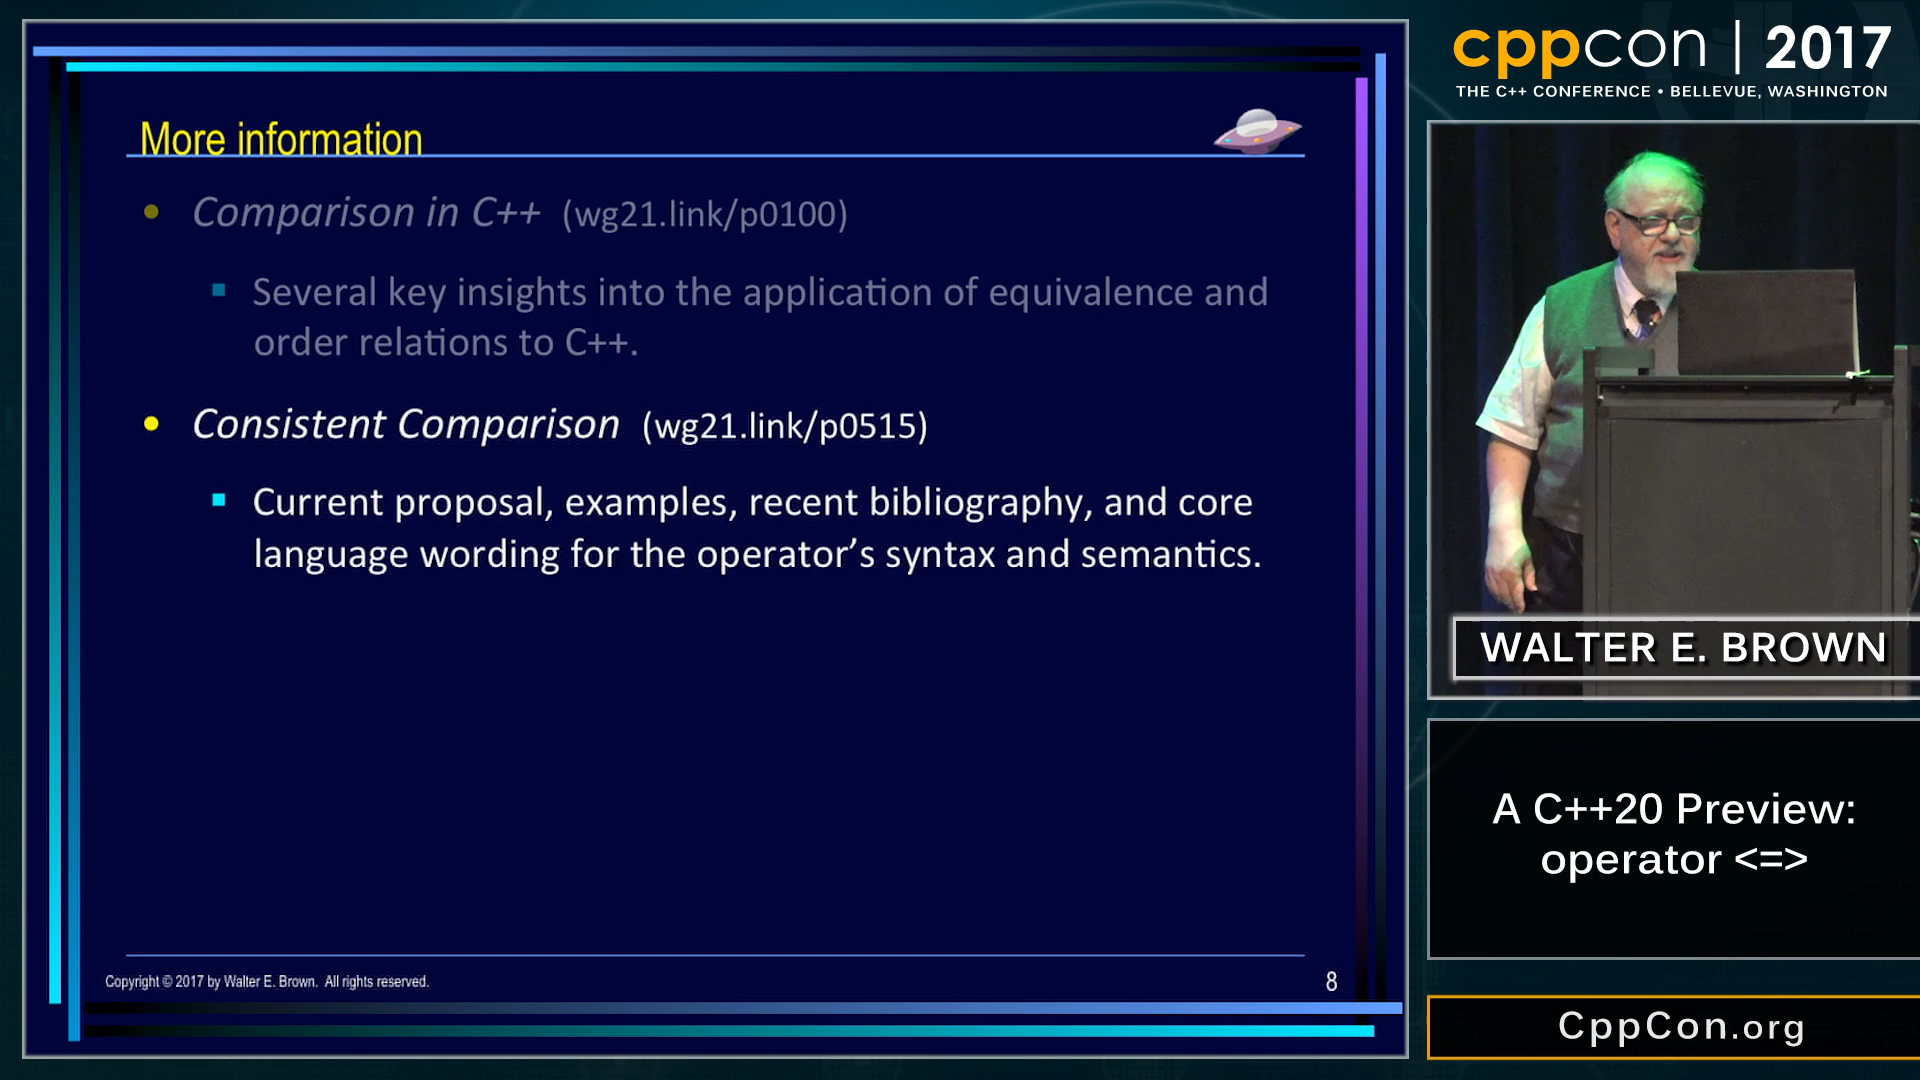 More information
• Comparison in C++ (wg21.link/p0100)
▪ Several key insights into the application of equivalence and
order relations to C++.
• Consistent Comparison (wg21.link/p0515)
▪ Current proposal, examples, recent bibliography, and core
language wording for the operator’s syntax and semantics.
Copyright © 2017 by Walter E. Brown. All rights reserved.
8
cppcon | 2017
THE C++ CONFERENCE • BELLEVUE, WASHINGTON
WALTER E. BROWN
A C++20 Preview:
operator <=>
CppCon.org